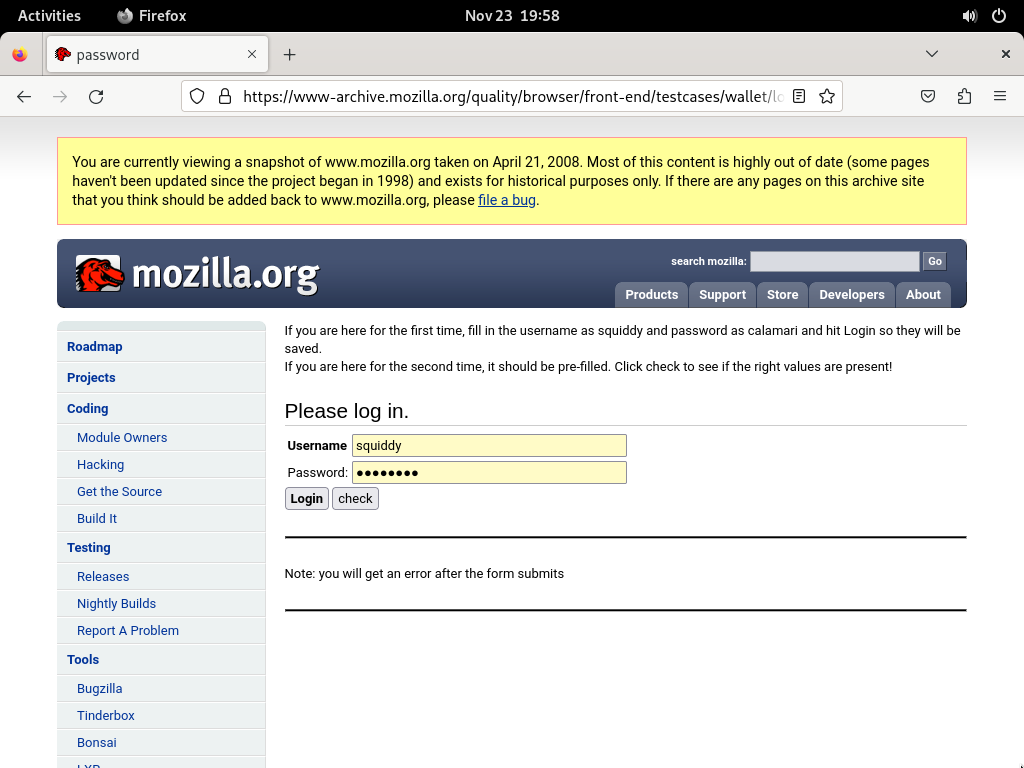 Activities Firefox Nov 23 19:58
password
https://www-archive.mozilla.org/quality/browser/front-end/testcases/wallet/lo
You are currently viewing a snapshot of www.mozilla.org taken on April 21, 2008. Most of this content is highly out of date (some pages
haven't been updated since the project began in 1998) and exists for historical purposes only. If there are any pages on this archive site
that you think should be added back to www.mozilla.org, please file a bug.
mozilla.org
search mozilla: Go
Products Support Store Developers About
Roadmap
Projects
Coding
Module Owners
Hacking
Get the Source
Build It
Testing
Releases
Nightly Builds
Report A Problem
Tools
Bugzilla
Tinderbox
Bonsai
If you are here for the first time, fill in the username as squiddy and password as calamari and hit Login so they will be
saved.
If you are here for the second time, it should be pre-filled. Click check to see if the right values are present!
Please log in.
Username squiddy
Password: ●●●●●●●●
Login check
Note: you will get an error after the form submits